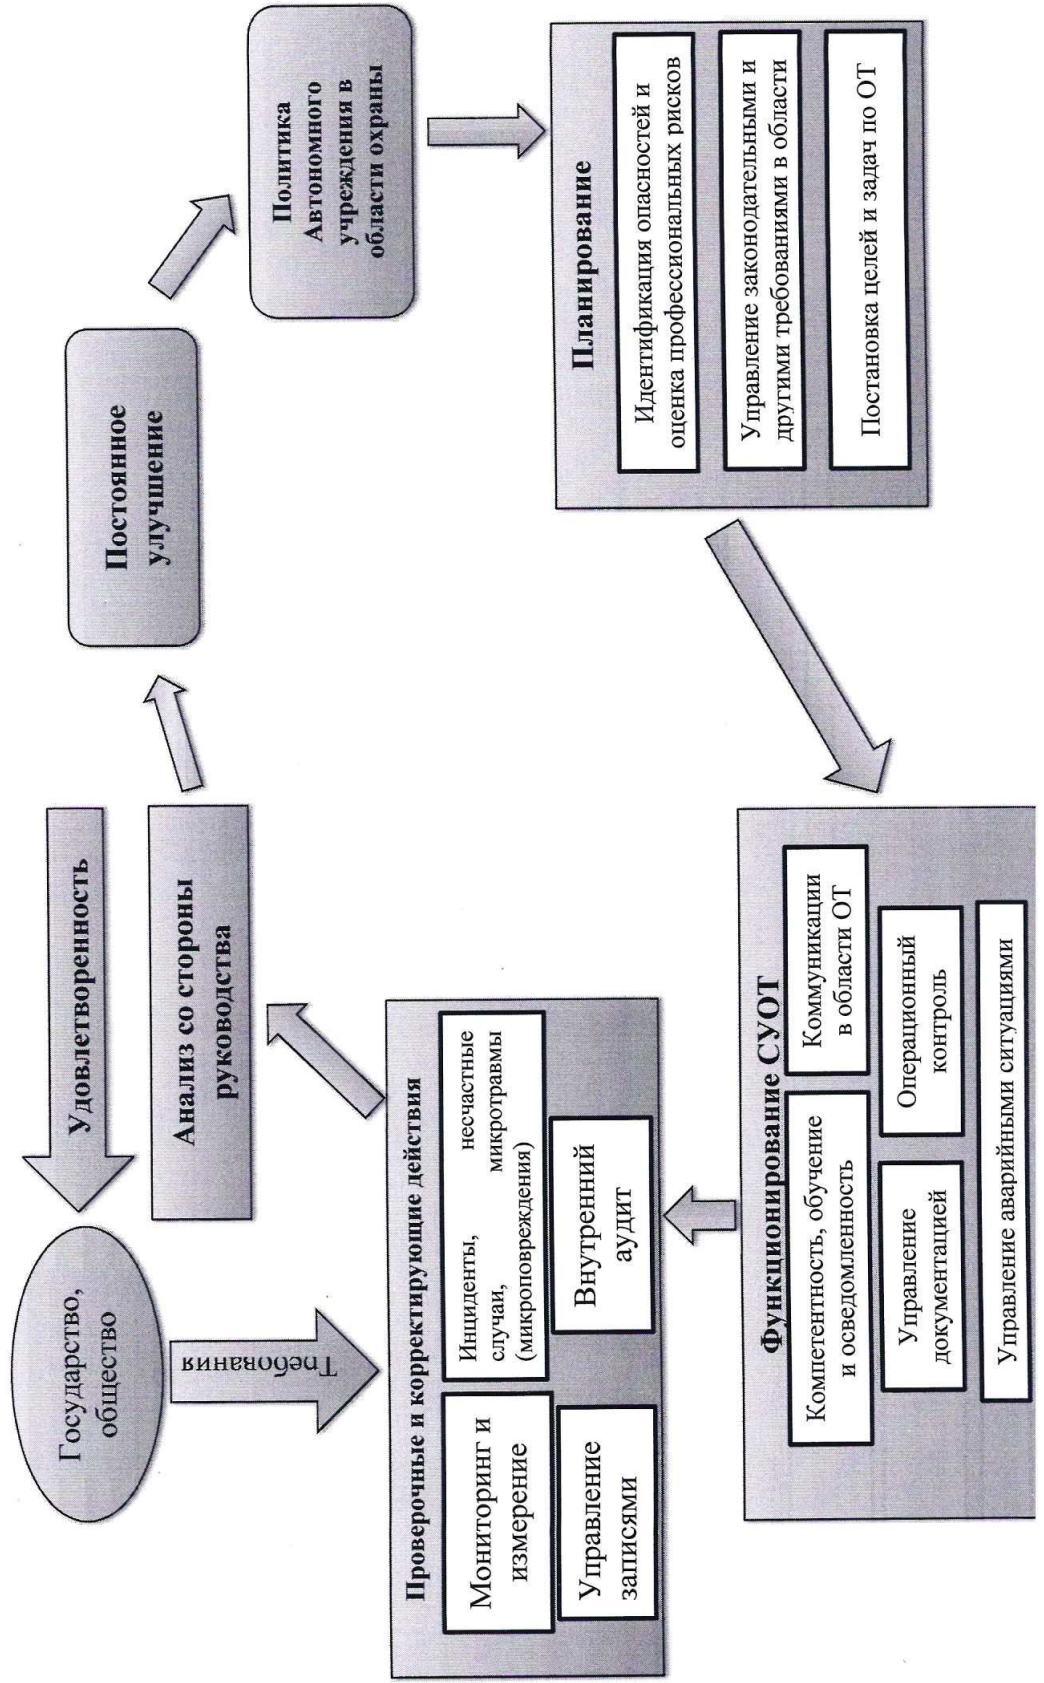 Государство,
общество
Удовлетворенность
Требования
Анализ со стороны
руководства
Постоянное
улучшение
Политика
Автономного
учреждения в
области охраны
Проверочные и корректирующие действия
Мониторинг и
измерение
Инциденты, несчастные
случаи, микротравмы
(микроповреждения)
Управление
записями
Внутренний
аудит
Планирование
Идентификация опасностей и
оценка профессиональных рисков
Управление законодательными и
другими требованиями в области
Постановка целей и задач по ОТ
Функционирование СУОТ
Компетентность, обучение
и осведомленность
Коммуникации
в области ОТ
Управление
документацией
Операционный
контроль
Управление аварийными ситуациями